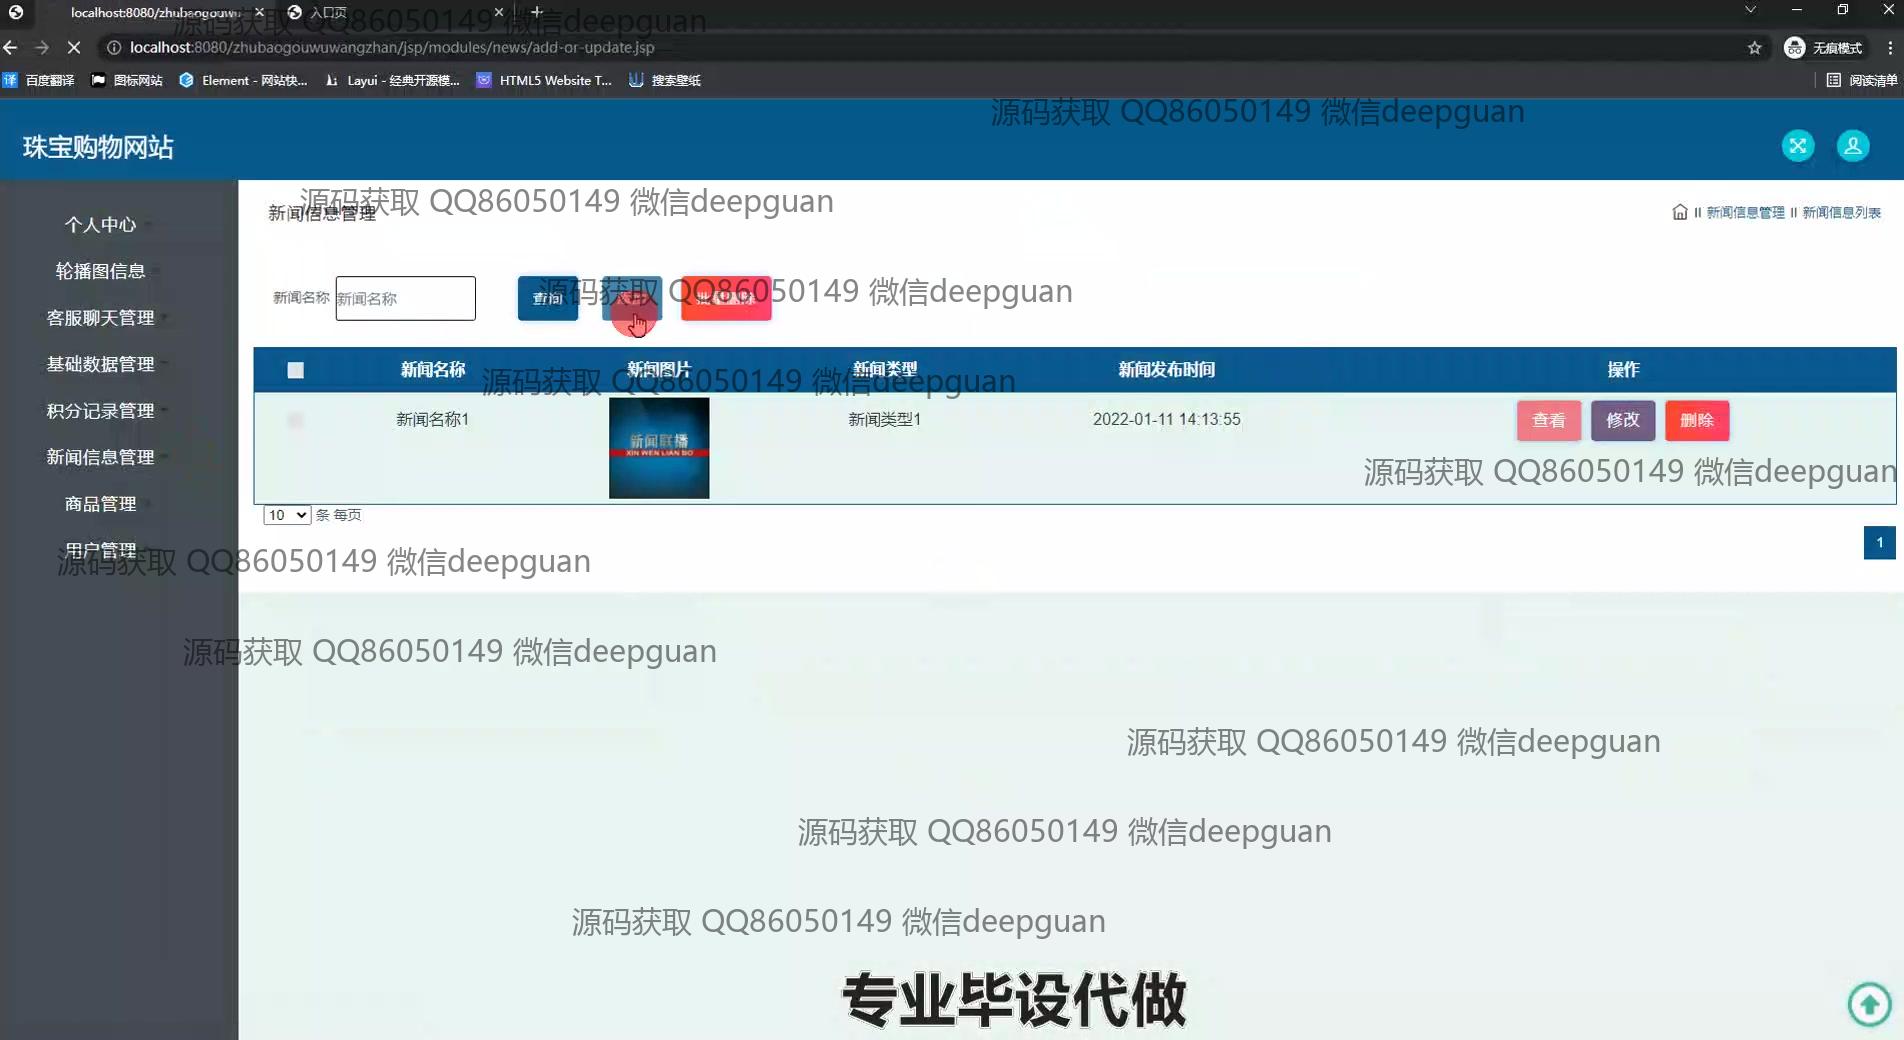 localhost:8080/zhubaogouwu
入口页
源码获取 QQ86050149 微信deepguan
localhost:8080/zhubaogouwuwangzhan/jsp/modules/news/add-or-update.jsp
无痕模式
百度翻译
图标网站
Element - 网站快...
Layui - 经典开源模...
HTML5 Website T...
搜索壁纸
阅读清单
源码获取 QQ86050149 微信deepguan
珠宝购物网站
源码获取 QQ86050149 微信deepguan
新闻信息管理
新闻信息管理
新闻信息列表
个人中心
轮播图信息
客服聊天管理
基础数据管理
积分记录管理
新闻信息管理
商品管理
用户管理
新闻名称
新闻名称
查询
源码获取 QQ86050149 微信deepguan
新闻名称
新闻图片
新闻类型
新闻发布时间
操作
源码获取 QQ86050149 微信deepguan
新闻名称1
新闻联播
XIN WEN LIAN BO
新闻类型1
2022-01-11 14:13:55
查看
修改
删除
源码获取 QQ86050149 微信deepguan
10
条 每页
1
源码获取 QQ86050149 微信deepguan
源码获取 QQ86050149 微信deepguan
源码获取 QQ86050149 微信deepguan
源码获取 QQ86050149 微信deepguan
源码获取 QQ86050149 微信deepguan
专业毕设代做